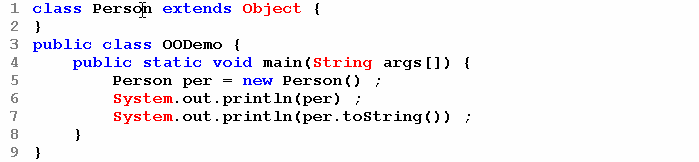 1 class Person extends Object {
2 }
3 public class OODemo {
4     public static void main(String args[]) {
5         Person per = new Person() ;
6         System.out.println(per) ;
7         System.out.println(per.toString()) ;
8     }
9 }